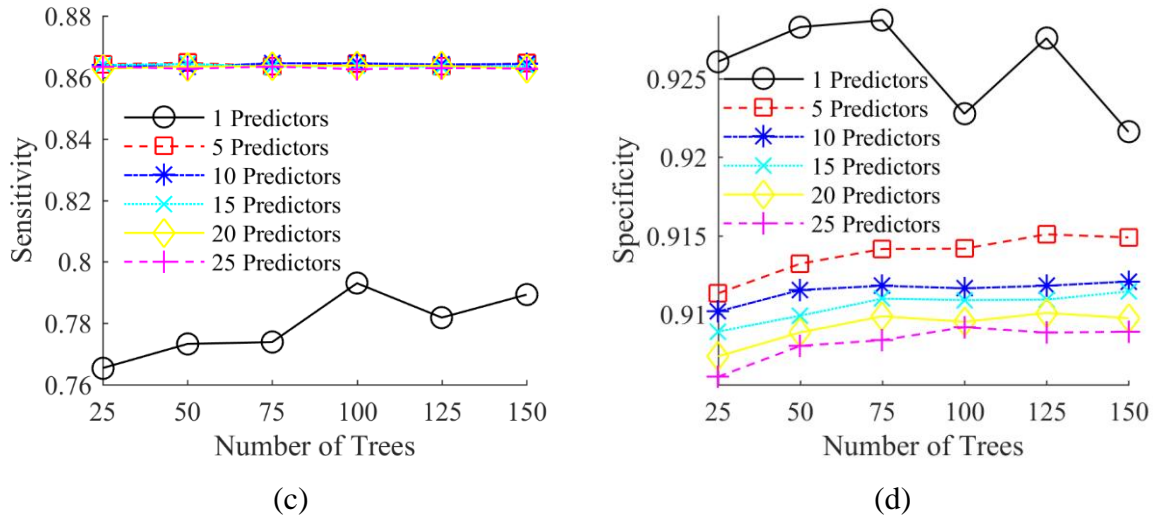 0.88
0.86
0.84
0.82
0.8
0.78
0.76
Sensitivity
1 Predictors
5 Predictors
10 Predictors
15 Predictors
20 Predictors
25 Predictors
25 50 75 100 125 150
Number of Trees
(c)
0.925
0.92
0.915
0.91
Specificity
1 Predictors
5 Predictors
10 Predictors
15 Predictors
20 Predictors
25 Predictors
25 50 75 100 125 150
Number of Trees
(d)